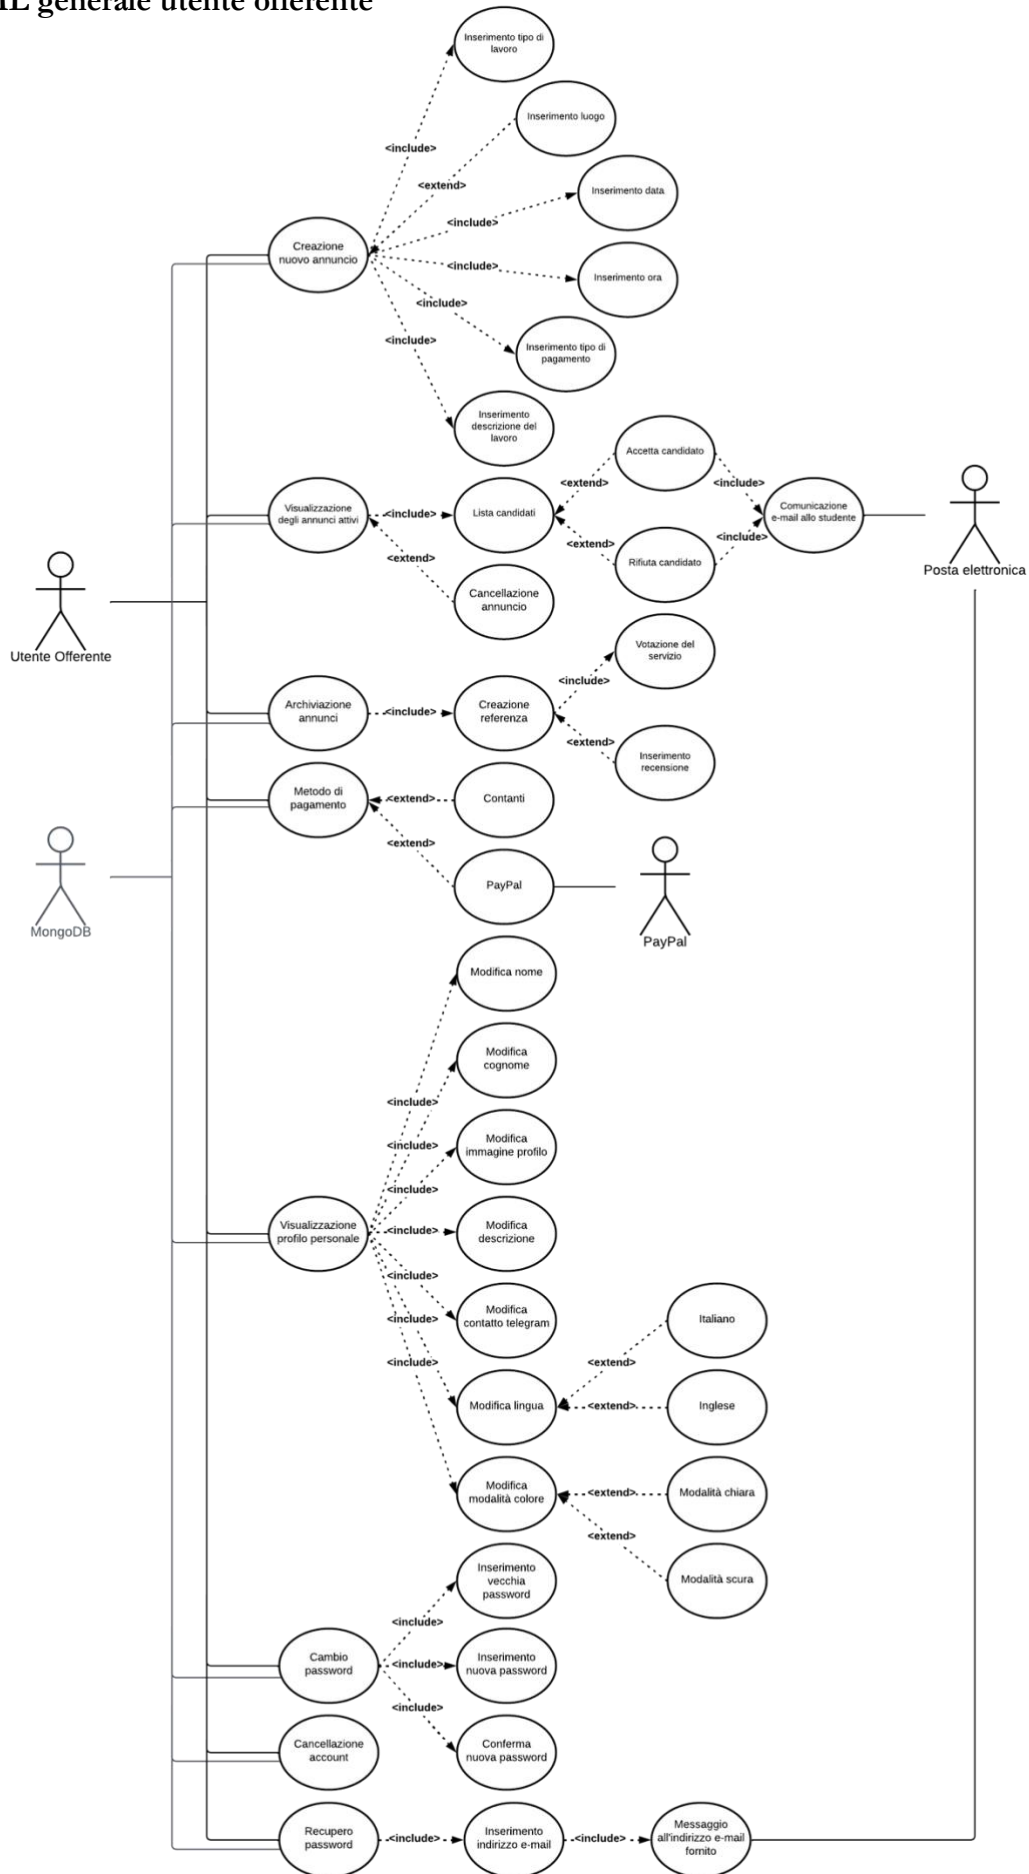 generale utente offerente
Inserimento tipo di
lavoro
Inserimento luogo
<include>
<extend>
Inserimento data
<include>
Creazione
nuovo annuncio
<include>
Inserimento ora
<include>
<include>
Inserimento tipo di
pagamento
Inserimento
descrizione del
lavoro
Accetta candidato
<extend>
<include>
Visualizzazione
degli annunci attivi
<include>
Lista candidati
Comunicazione
e-mail allo studente
<extend>
<include>
<extend>
Rifiuta candidato
Posta elettronica
Cancellazione
annuncio
Utente Offerente
Votazione del
servizio
<include>
Archiviazione
annunci
<include>
Creazione
referenza
<extend>
Inserimento
recensione
Metodo di
pagamento
<extend>
Contanti
<extend>
PayPal
MongoDB
PayPal
Modifica nome
Modifica
cognome
<include>
<include>
Modifica
immagine profilo
<include>
Visualizzazione
profilo personale
<include>
Modifica
descrizione
<include>
<include>
Modifica
contatto telegram
Italiano
<include>
<extend>
Modifica lingua
<extend>
Inglese
Modifica
modalità colore
<extend>
Modalità chiara
<extend>
Inserimento
vecchia
password
Modalità scura
<include>
Cambio
password
<include>
Inserimento
nuova password
<include>
Cancellazione
account
Conferma
nuova password
Recupero
password
<include>
Inserimento
indirizzo e-mail
<include>
Messaggio
all'indirizzo e-mail
fornito